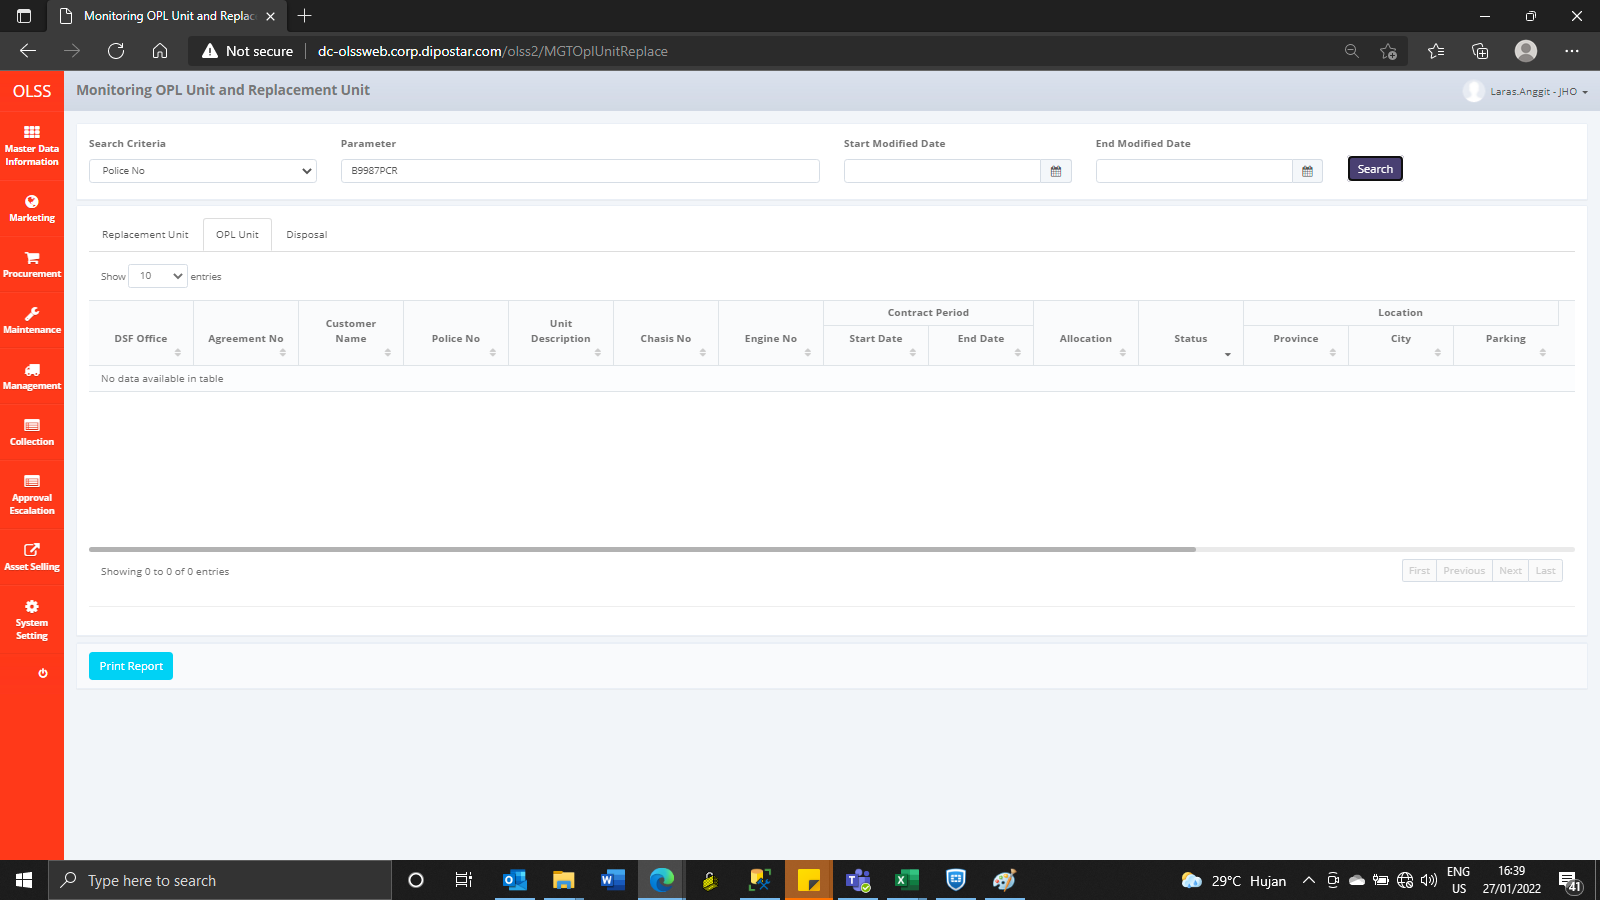 Monitoring OPL Unit and Replac
Not secure
dc-olssweb.corp.dipostar.com/olss2/MGTOplUnitReplace
OLSS
Monitoring OPL Unit and Replacement Unit
Laras.Anggit - JHO
Master Data
Information
Marketing
Procurement
Maintenance
Management
Collection
Approval
Escalation
Asset Selling
System
Setting
Search Criteria
Parameter
Start Modified Date
End Modified Date
Police No
B9987PCR
Search
Replacement Unit
OPL Unit
Disposal
Show 10 entries
DSF Office
Agreement No
Customer
Name
Police No
Unit
Description
Chasis No
Engine No
Contract Period
Start Date
End Date
Allocation
Status
Location
Province
City
Parking
No data available in table
Showing 0 to 0 of 0 entries
First
Previous
Next
Last
Print Report
Type here to search
29°C Hujan
ENG
US
16:39
27/01/2022
41